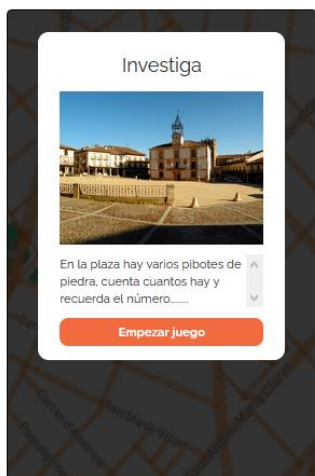 Investiga
En la plaza hay varios pibotes de
piedra, cuenta cuantos hay y
recuerda el número........
Empezar juego